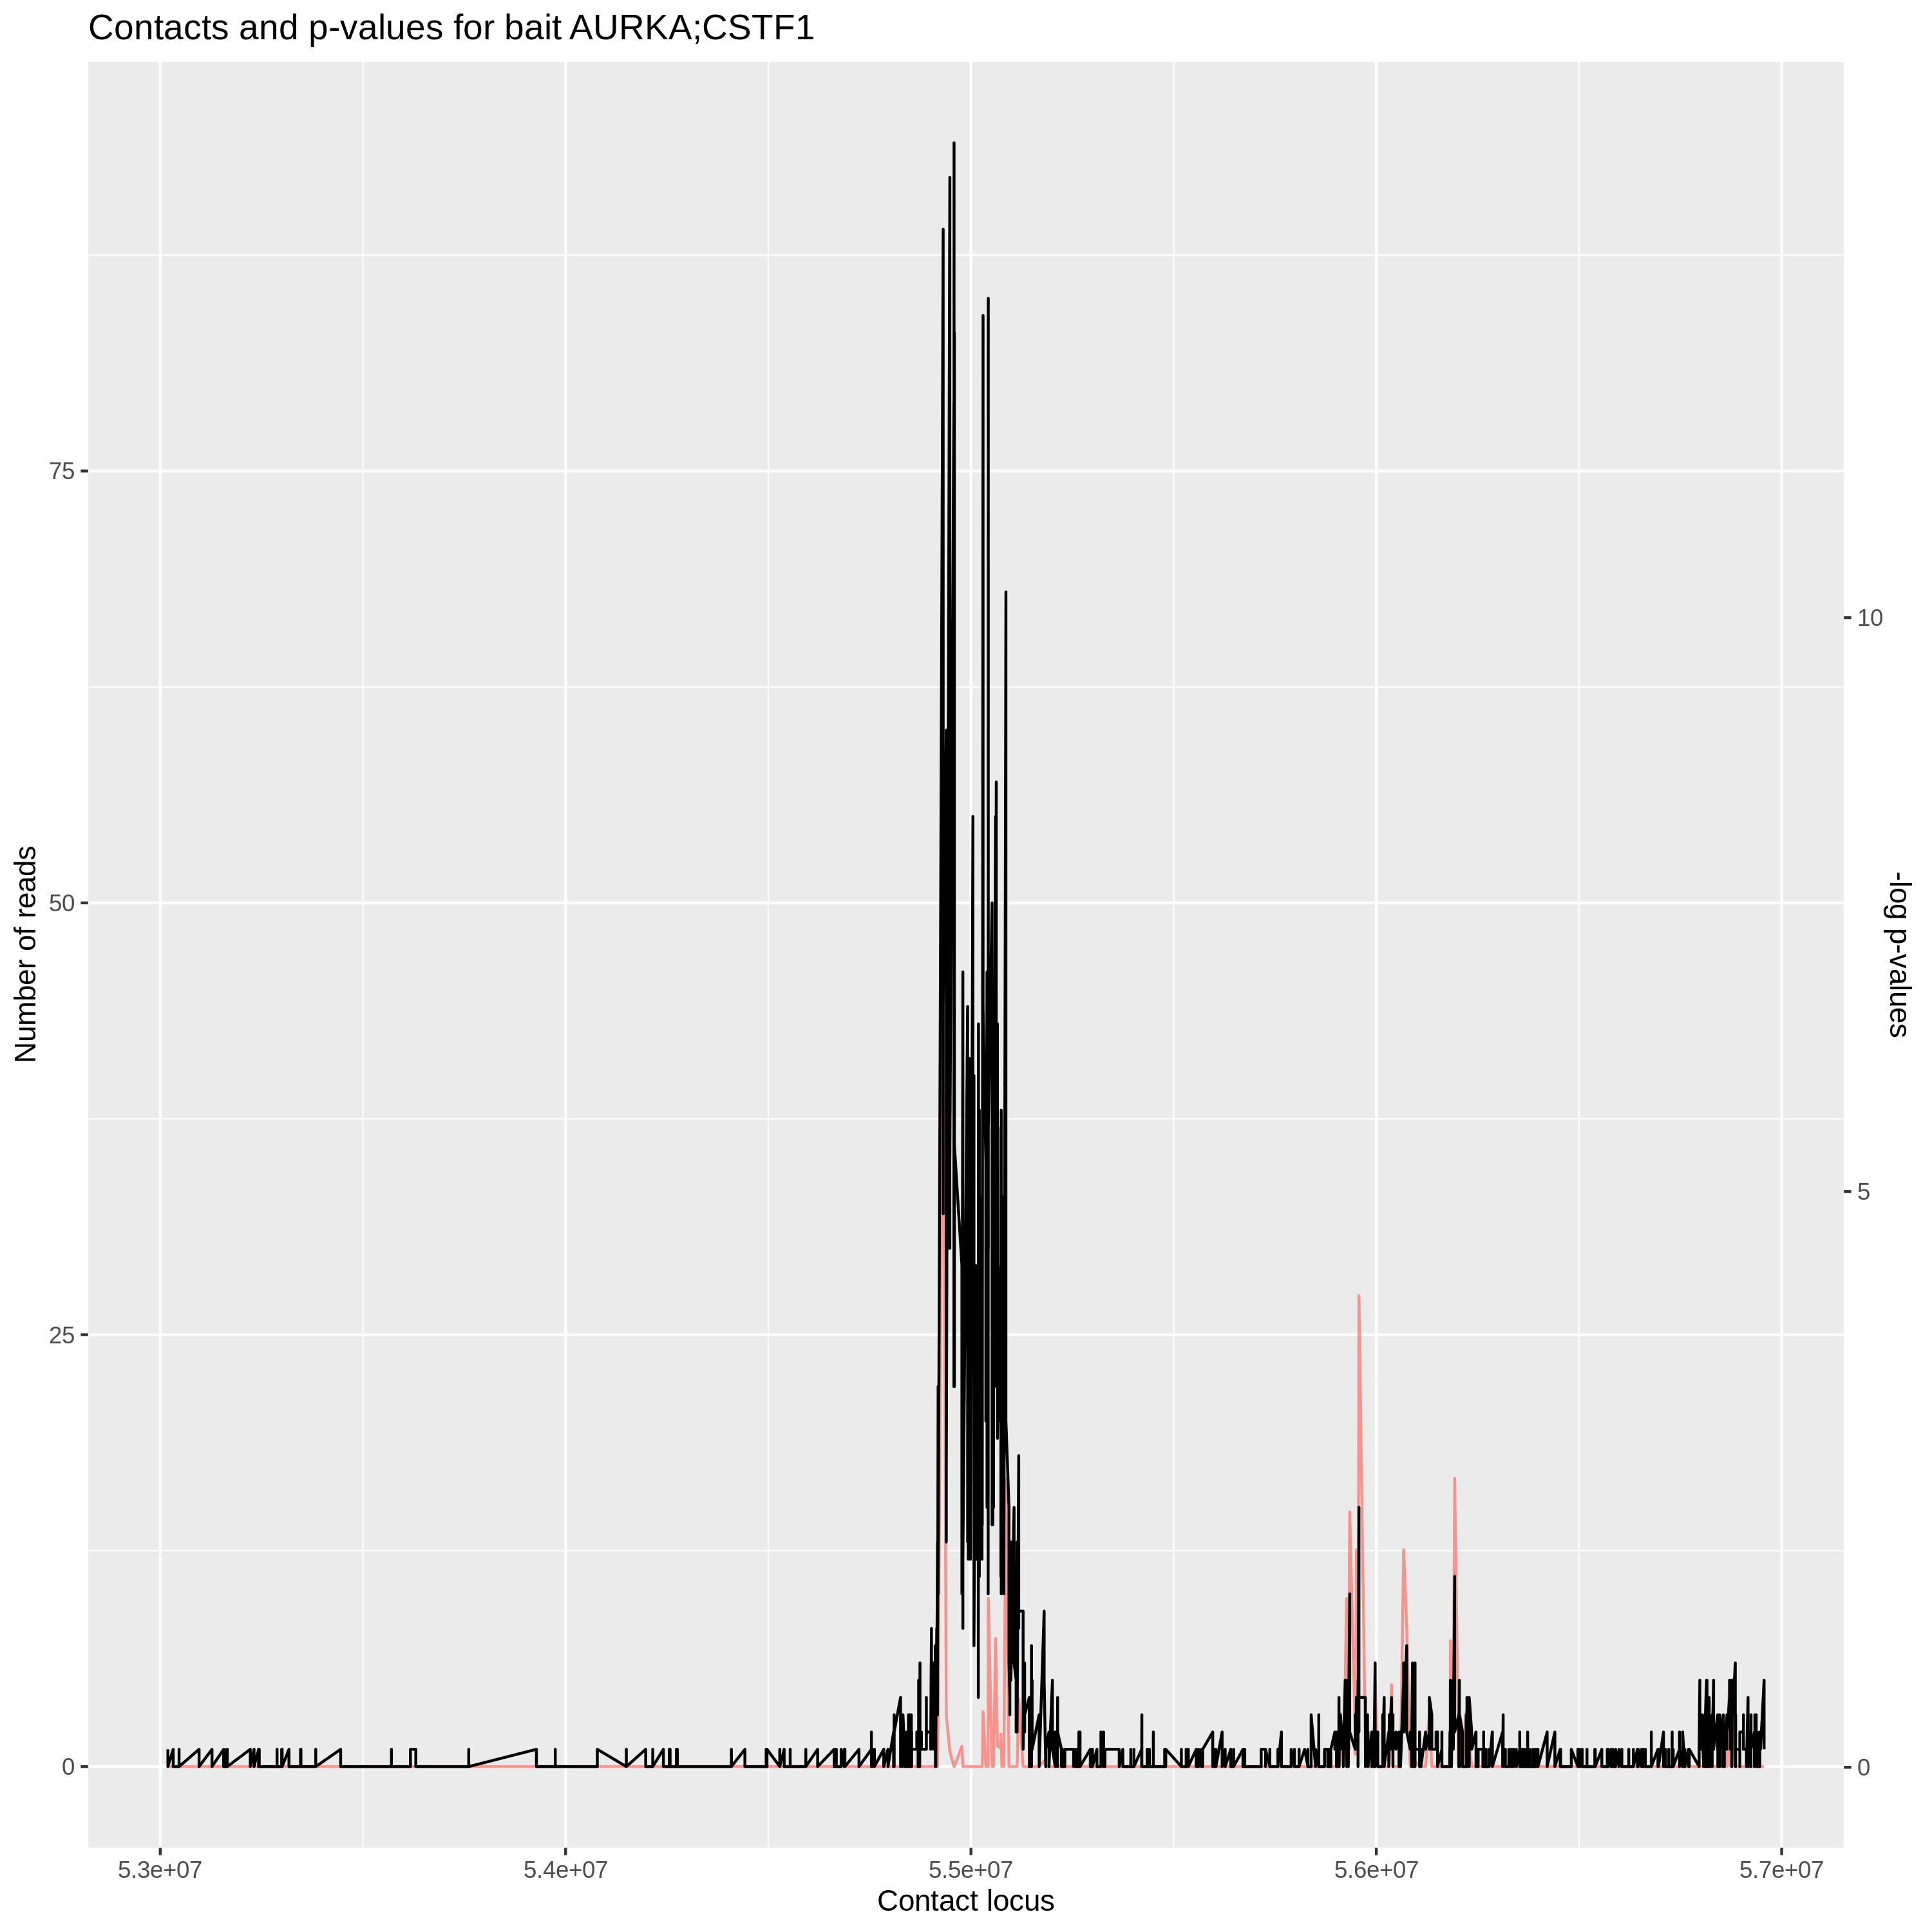 Contacts and p-values for bait AURKA;CSTF1
75
50
25
0
Number of reads
10
5
0
-log p-values
5.3e+07
5.4e+07
5.5e+07
5.6e+07
5.7e+07
Contact locus